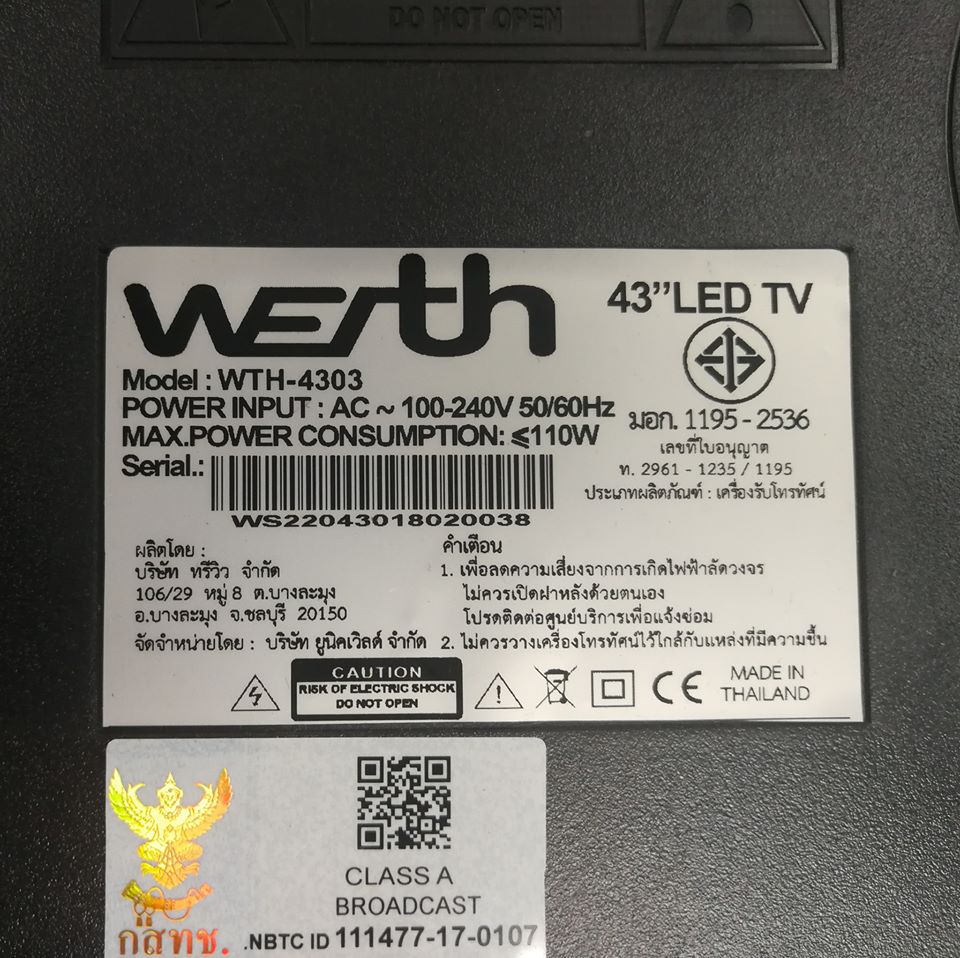 DO NOT OPEN
Werth
43”LED TV
Model : WTH-4303
POWER INPUT : AC ~ 100-240V 50/60Hz
MAX.POWER CONSUMPTION: ⩽110W
Serial.:
WS22043018020038
มอก. 1195 - 2536
เลขที่ใบอนุญาต
ท. 2961 - 1235 / 1195
ประเภทผลิตภัณฑ์ : เครื่องรับโทรทัศน์
ผลิตโดย :
บริษัท ทรีวิว จำกัด
106/29 หมู่ 8 ต.บางละมุง
อ.บางละมุง จ.ชลบุรี 20150
จัดจำหน่ายโดย : บริษัท ยูนิคเวิลด์ จำกัด
คำเตือน
1. เพื่อลดความเสี่ยงจากการเกิดไฟฟ้าลัดวงจร
ไม่ควรเปิดฝาหลังด้วยตนเอง
โปรดติดต่อศูนย์บริการเพื่อแจ้งซ่อม
2. ไม่ควรวางเครื่องโทรทัศน์ไว้ใกล้กับแหล่งที่มีความชื้น
CAUTION
RISK OF ELECTRIC SHOCK
DO NOT OPEN
CE
MADE IN
THAILAND
CLASS A
BROADCAST
กสทช.
.NBTC ID 111477-17-0107